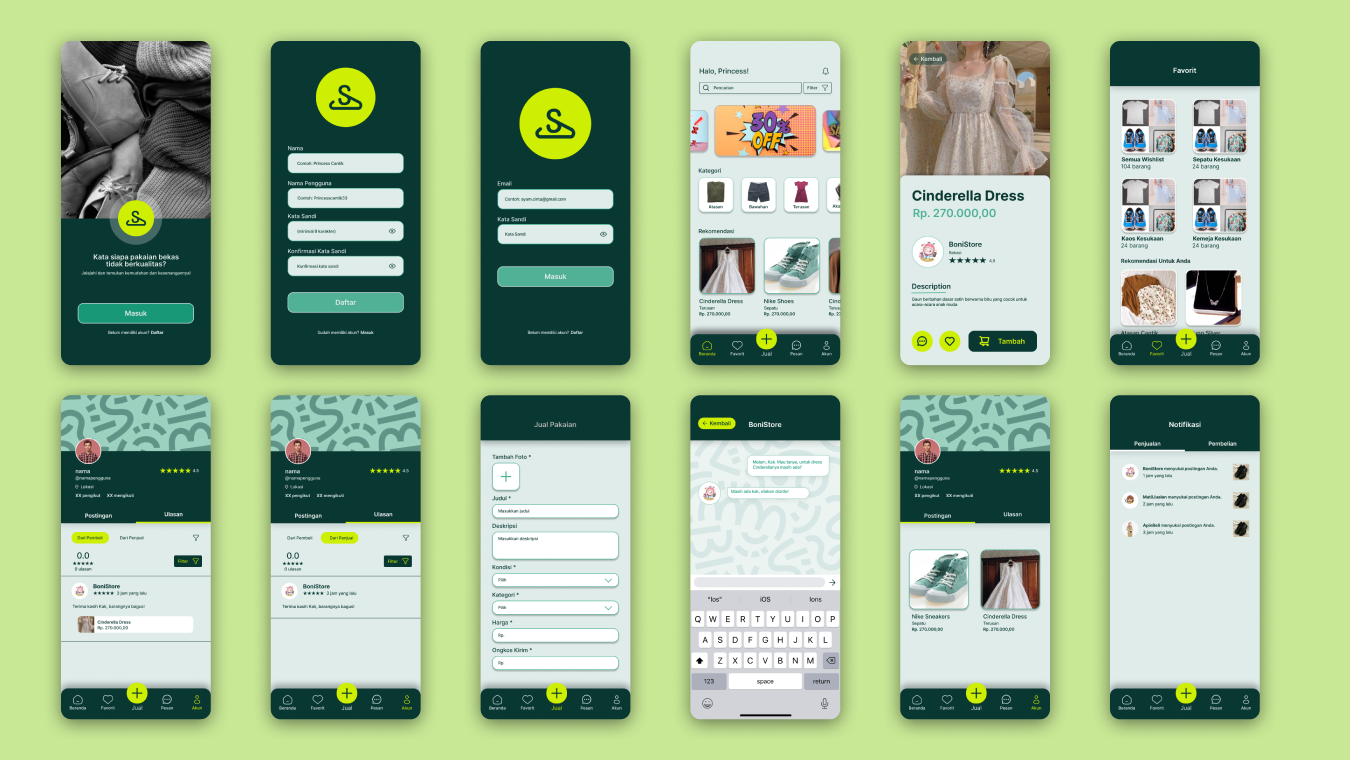 Kata siapa pakaian bekas
tidak berkualitas?
Jelajahi dan temukan kemudahan dan kesenangannya!
Masuk
Belum memiliki akun? Daftar
S
Nama
Contoh: Princess Cantik
Nama Pengguna
Contoh: Princesscantik33
Kata Sandi
(minimal 8 karakter)
Konfirmasi Kata Sandi
Konfirmasi kata sandi
Daftar
Sudah memiliki akun? Masuk
S
Email
Contoh: ayam.cinta@gmail.com
Kata Sandi
Kata Sandi
Masuk
Belum memiliki akun? Daftar
Halo, Princess!
Pencarian
Filter
30%
OFF
Kategori
Atasan
Bawahan
Terusan
Rekomendasi
Cinderella Dress
Terusan
Rp. 270.000,00
Nike Shoes
Sepatu
Rp. 270.000,00
Beranda
Favorit
Jual
Pesan
Akun
← Kembali
Cinderella Dress
Rp. 270.000,00
BoniStore
Bekasi
★★★★★ 4.5
Description
Gaun berbahan dasar satin berwarna biru yang cocok untuk
acara-acara anak muda
Tambah
Favorit
Semua Wishlist
104 barang
Sepatu Kesukaan
24 barang
Kaos Kesukaan
24 barang
Kemeja Kesukaan
24 barang
Rekomendasi Untuk Anda
Atasan Cantik
Beranda
Favorit
Jual
Pesan
Akun
nama
★★★★★ 4.5
@namapengguna
Lokasi
XX pengikut
XX mengikuti
Postingan
Ulasan
Dari Pembeli
Dari Penjual
0.0
★★★★★
0 ulasan
Filter
BoniStore
★★★★★ 3 jam yang lalu
Terima kasih Kak, barangnya bagus!
Cinderella Dress
Rp. 270.000,00
Beranda
Favorit
Jual
Pesan
Akun
nama
★★★★★ 4.5
@namapengguna
Lokasi
XX pengikut
XX mengikuti
Postingan
Ulasan
Dari Pembeli
Dari Penjual
0.0
★★★★★
0 ulasan
Filter
BoniStore
★★★★★ 3 jam yang lalu
Terima kasih Kak, barangnya bagus!
Beranda
Favorit
Jual
Pesan
Akun
Jual Pakaian
Tambah Foto *
Judul *
Masukkan judul
Deskripsi
Masukkan deskripsi
Kondisi *
Pilih
Kategori *
Pilih
Harga *
Rp.
Ongkos Kirim *
Rp.
Beranda
Favorit
Jual
Pesan
Akun
← Kembali
BoniStore
Malam, Kak. Mau tanya, untuk dress
Cinderellanya masih ada?
Masih ada kak, silakan diorder!
"Ios"
iOS
Ions
Q W E R T Y U I O P
A S D F G H J K L
Z X C V B N M
123
space
return
nama
★★★★★ 4.5
@namapengguna
Lokasi
XX pengikut
XX mengikuti
Postingan
Ulasan
Nike Sneakers
Sepatu
Rp. 270.000,00
Cinderella Dress
Terusan
Rp. 270.000,00
Beranda
Favorit
Jual
Pesan
Akun
Notifikasi
Penjualan
Pembelian
BoniStore menyukai postingan Anda.
1 jam yang lalu
menyukai postingan Anda.
2 jam yang lalu
menyukai postingan Anda.
3 jam yang lalu
Beranda
Favorit
Jual
Pesan
Akun